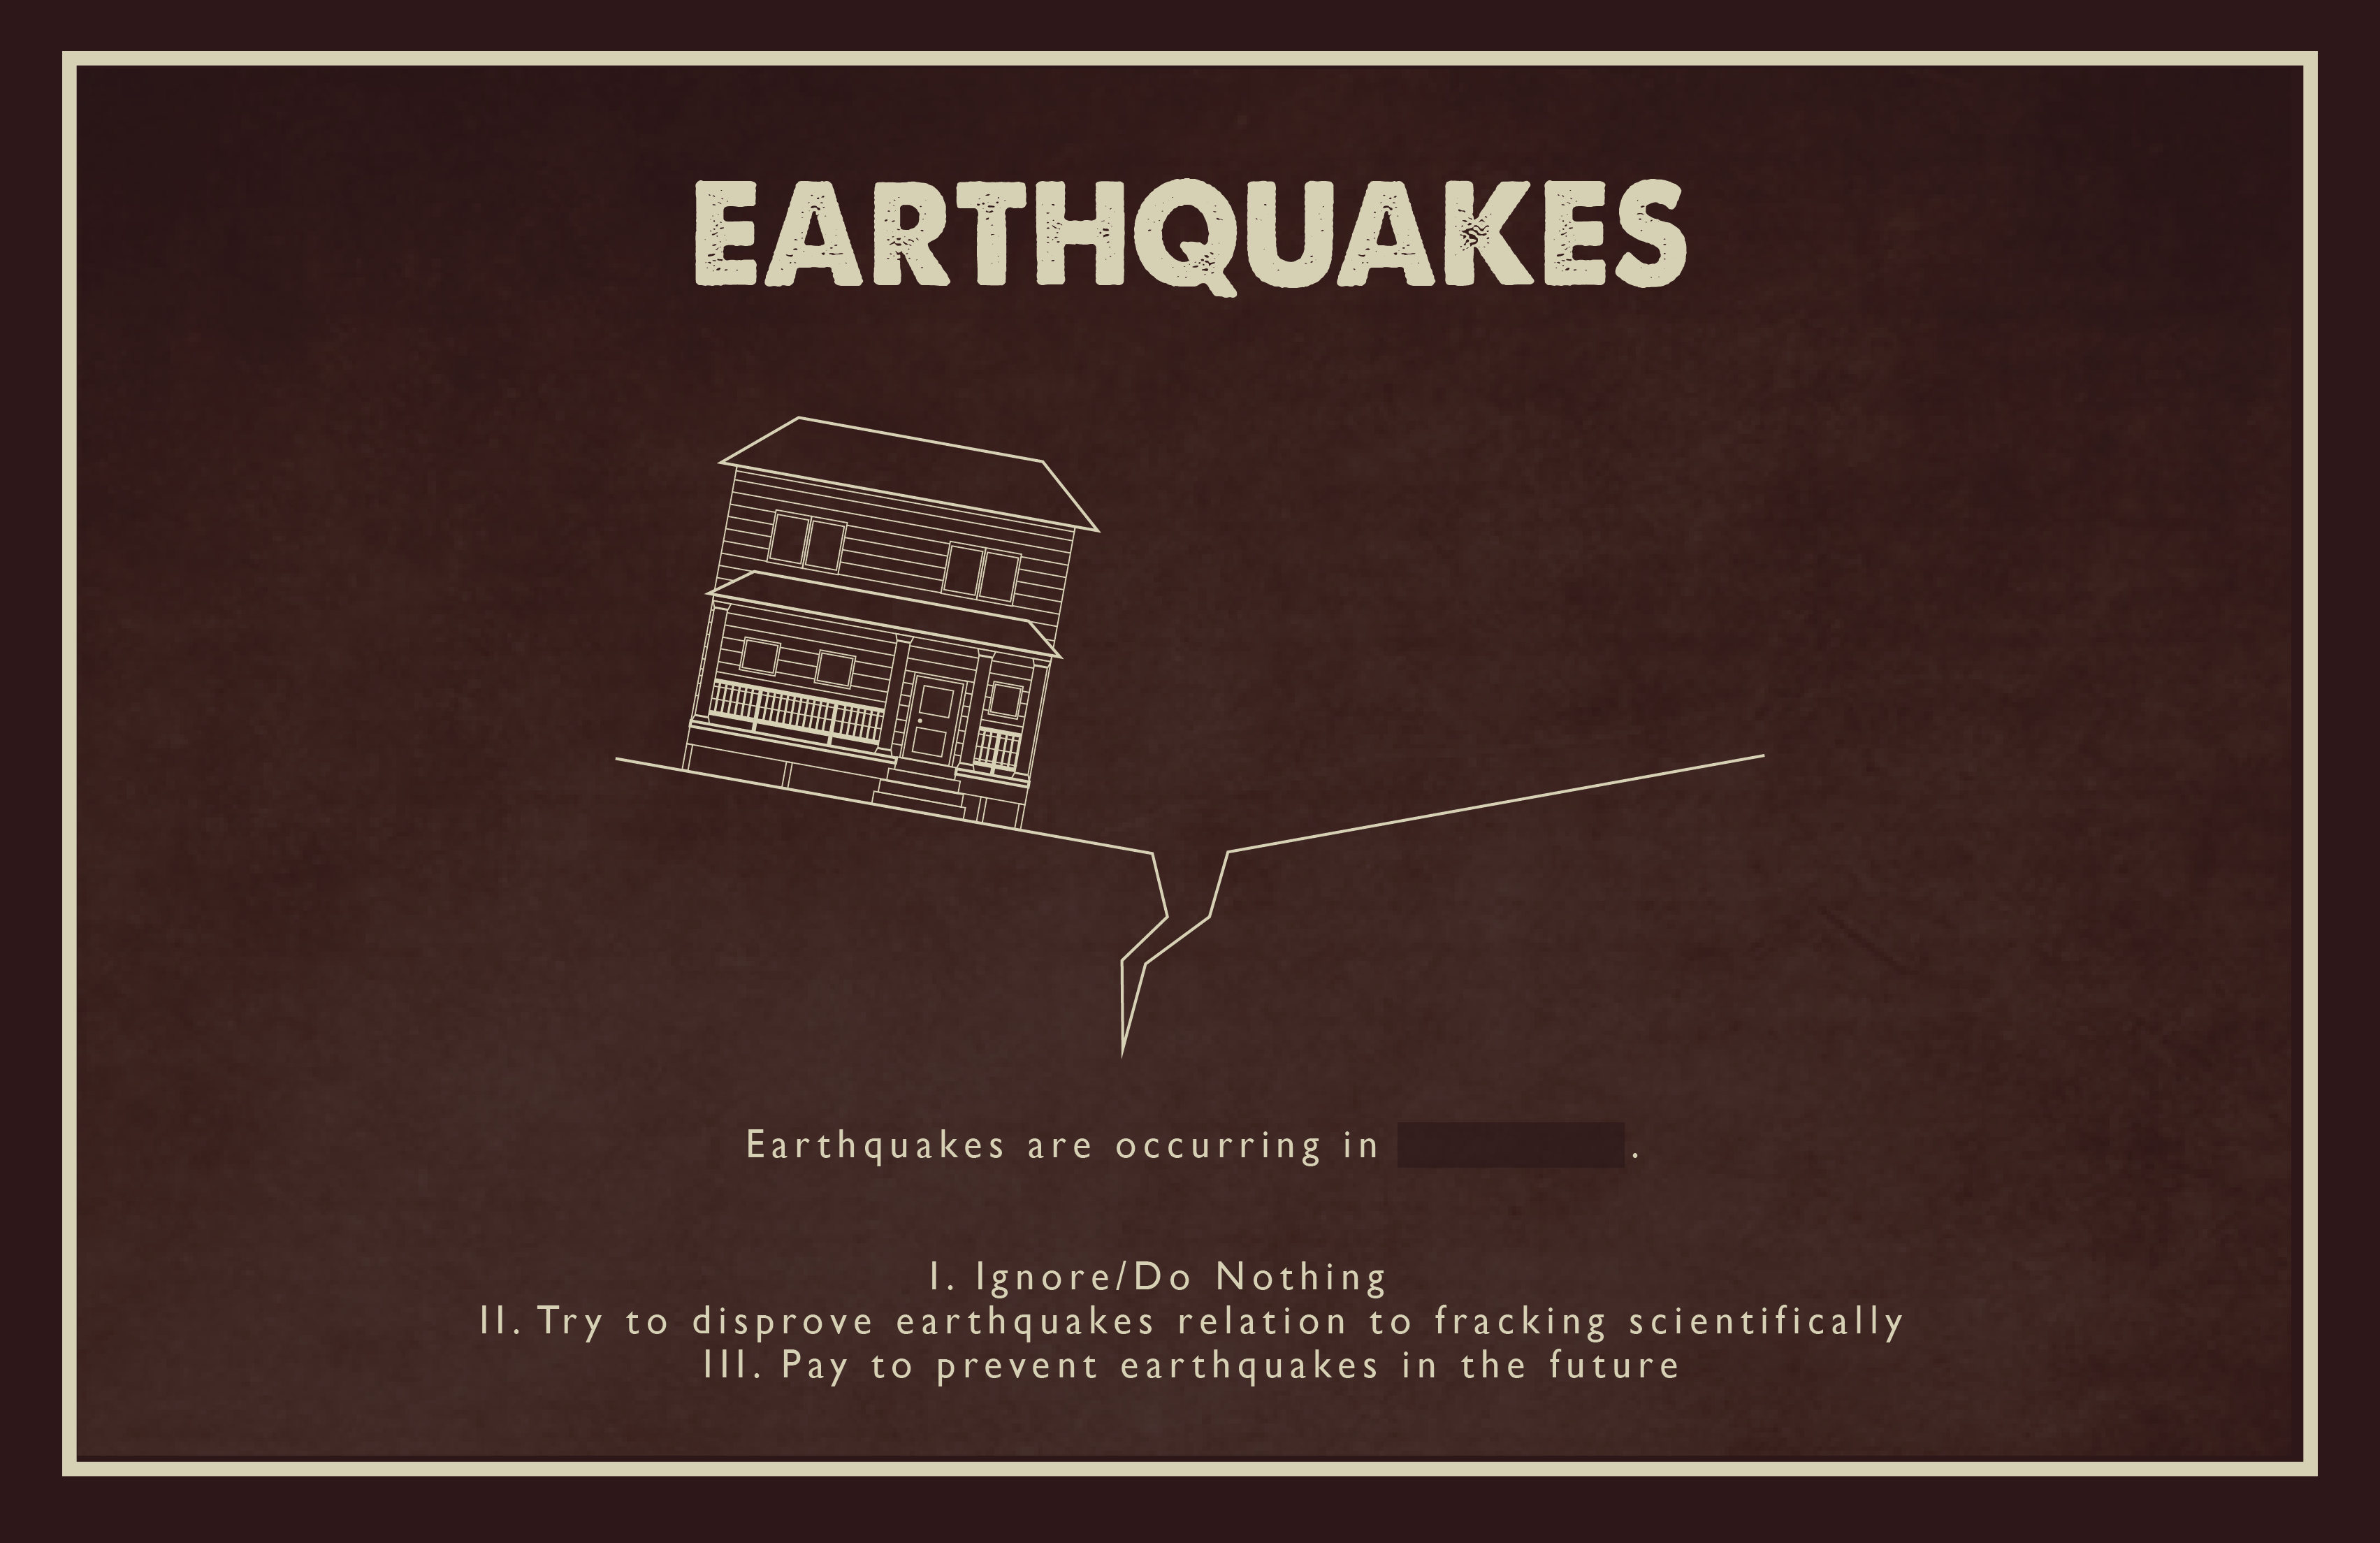 EARTHQUAKES
Earthquakes are occurring in .
I. Ignore/Do Nothing
II. Try to disprove earthquakes relation to fracking scientifically
III. Pay to prevent earthquakes in the future